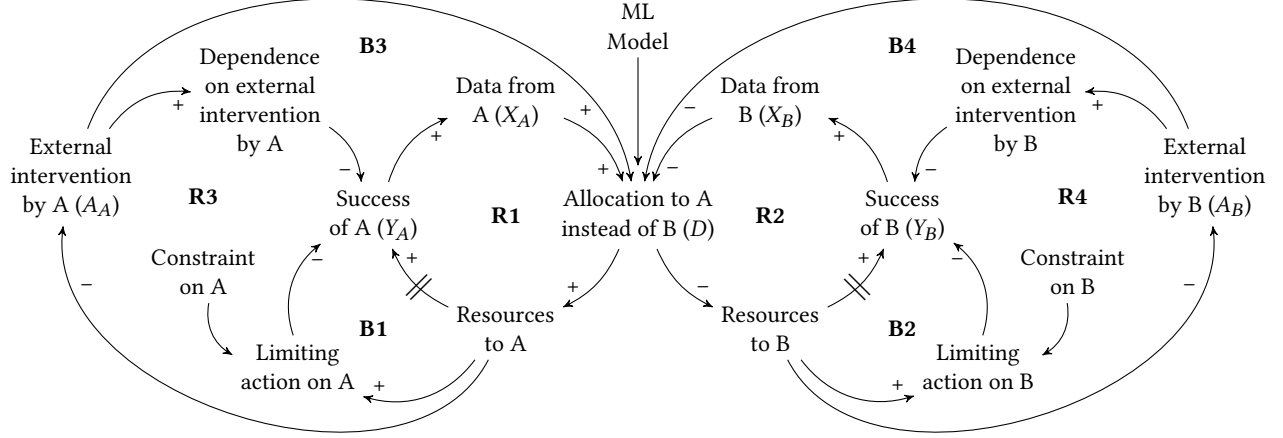 ML
Model
B3
B4
Dependence
on external
intervention
by A
Data from
A (X_A)
Data from
B (X_B)
Dependence
on external
intervention
by B
+
+
−
+
External
intervention
by A (A_A)
−
+
+
−
+
−
External
intervention
by B (A_B)
R3
Success
of A (Y_A)
R1
Allocation to A
instead of B (D)
R2
Success
of B (Y_B)
R4
Constraint
on A
−
+
+
−
Constraint
on B
−
+
−
−
Resources
to A
Resources
to B
B1
B2
Limiting
action on A
Limiting
action on B
+
+